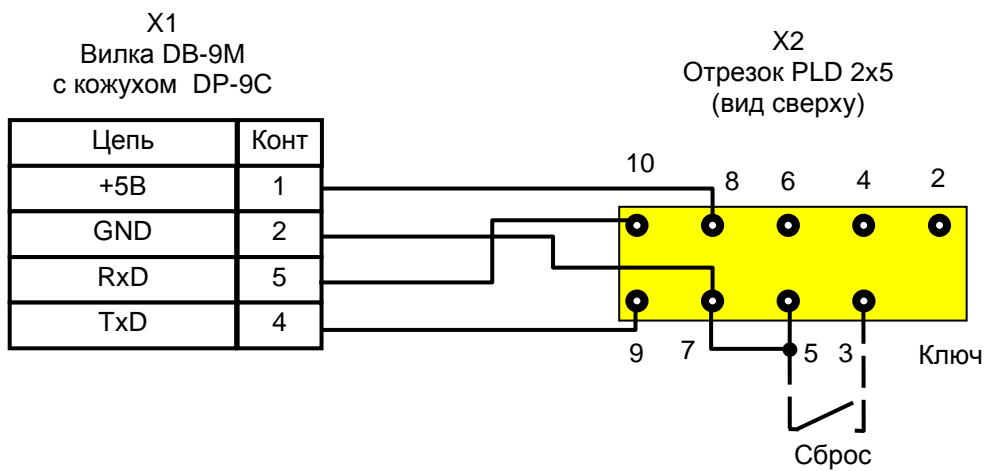 X1
Вилка DB-9M
с кожухом DP-9C
Цепь Конт
+5В 1
GND 2
RxD 5
TxD 4
X2
Отрезок PLD 2x5
(вид сверху)
10 8 6 4 2
9 7 5 3 Ключ
Сброс